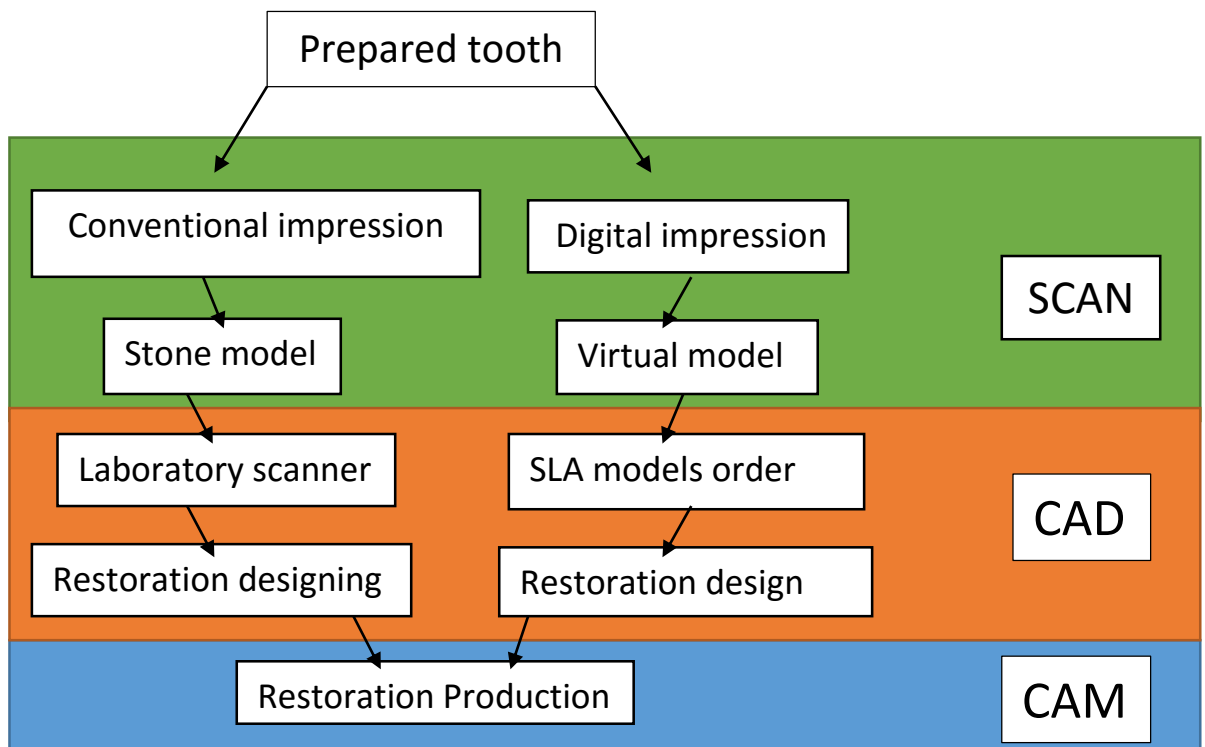 Prepared tooth
Conventional impression
Digital impression
SCAN
Stone model
Virtual model
Laboratory scanner
SLA models order
CAD
Restoration designing
Restoration design
Restoration Production
CAM